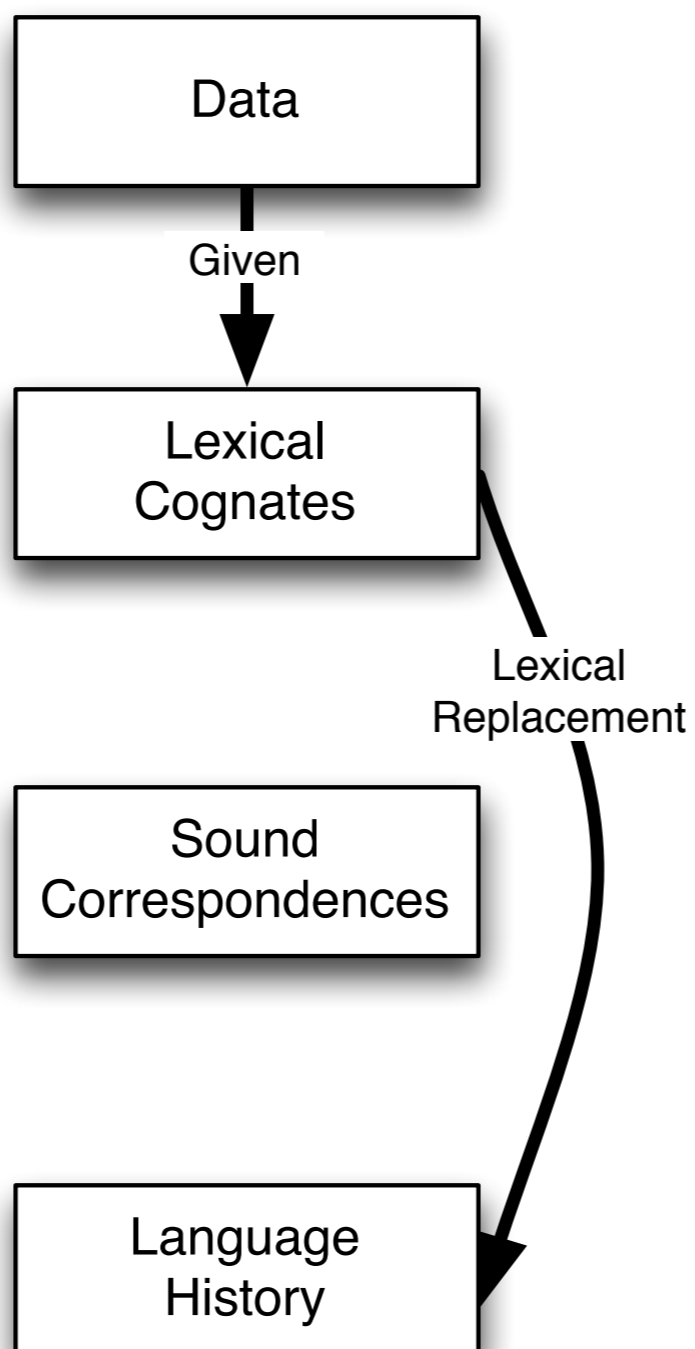 Data
Given
Lexical
Cognates
Lexical
Replacement
Sound
Correspondences
Language
History